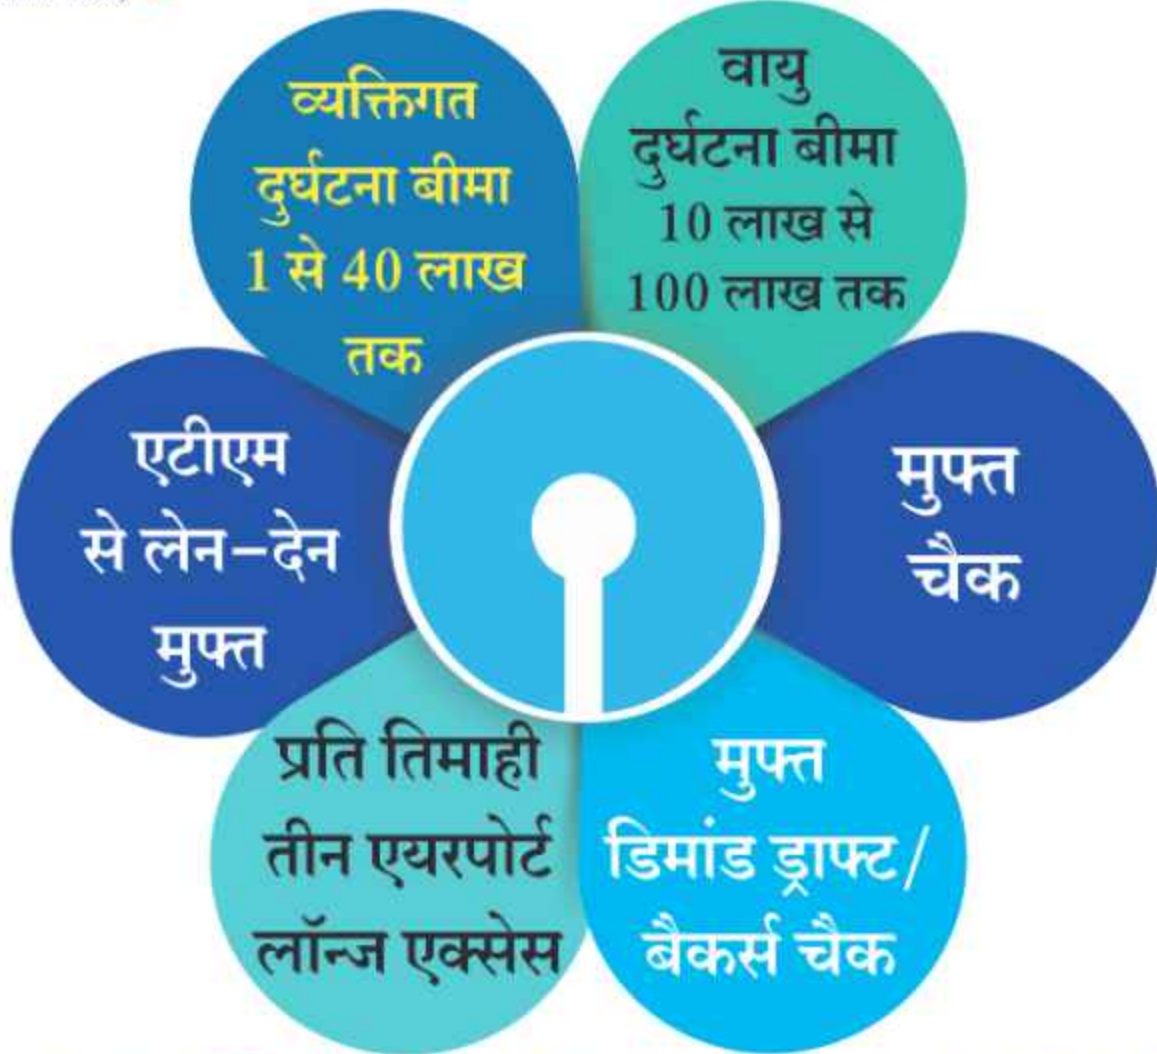 व्यक्तिगत
दुर्घटना बीमा
1 से 40 लाख
तक
वायु
दुर्घटना बीमा
10 लाख से
100 लाख तक
मुफ्त
चैक
मुफ्त
डिमांड ड्राफ्ट/
बैकर्स चैक
प्रति तिमाही
तीन एयरपोर्ट
लॉन्ज एक्सेस
एटीएम
से लेन-देन
मुफ्त